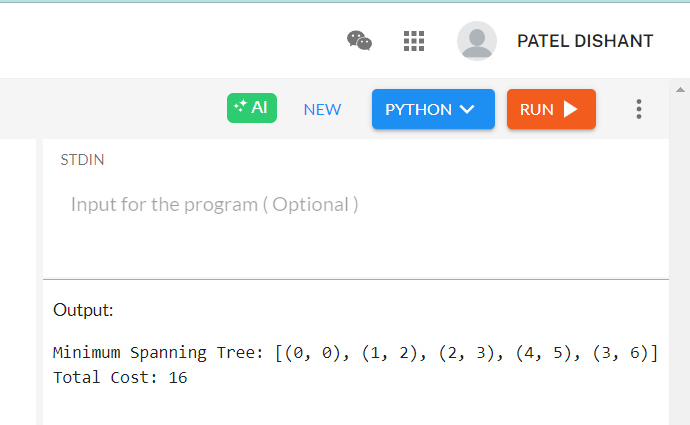 PATEL DISHANT
AI NEW PYTHON RUN
STDIN
Input for the program ( Optional )
Output:
Minimum Spanning Tree: [(0, 0), (1, 2), (2, 3), (4, 5), (3, 6)]
Total Cost: 16